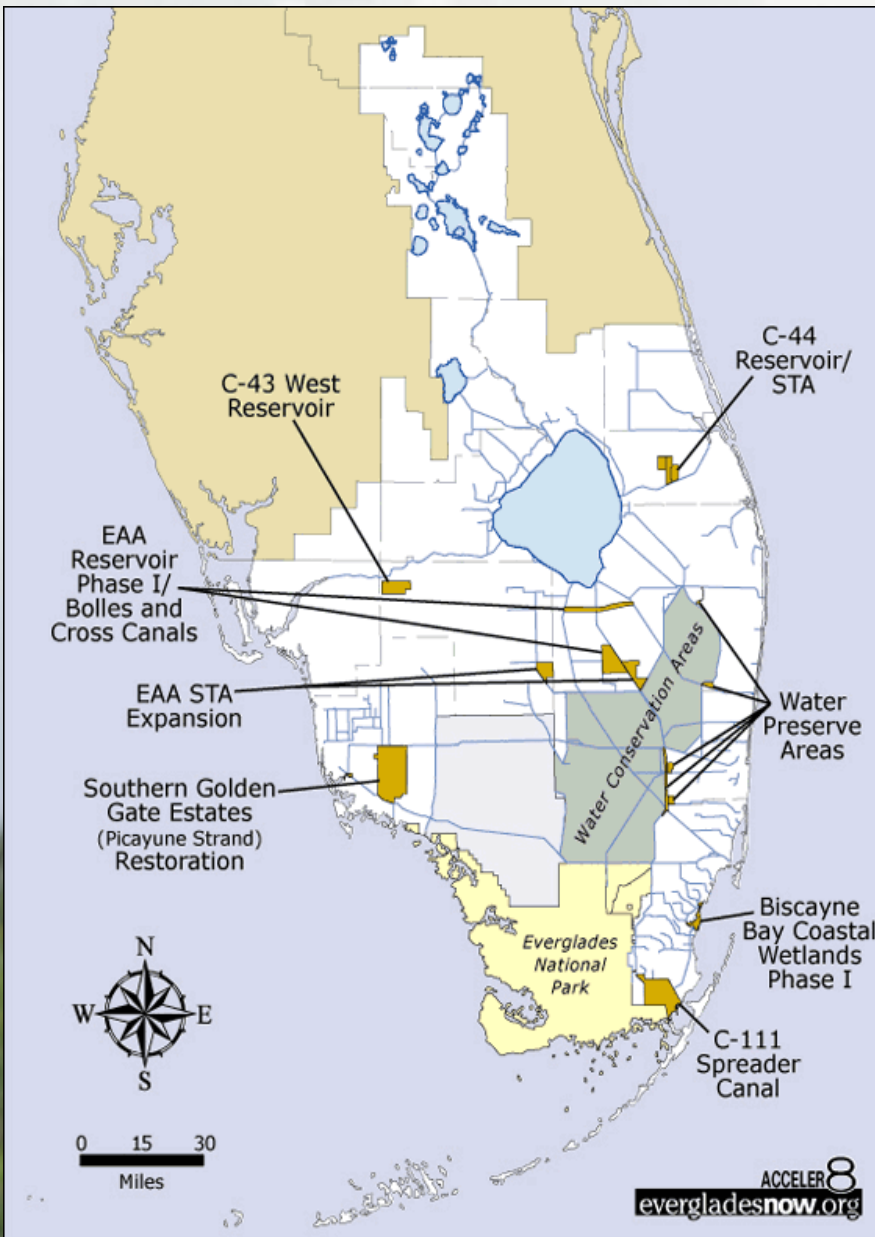 C-44
Reservoir/
STA
C-43 West
Reservoir
EAA
Reservoir
Phase I/
Bolles and
Cross Canals
EAA STA
Expansion
Water Conservation Areas
Water
Preserve
Areas
Southern Golden
Gate Estates
(Picayune Strand)
Restoration
Everglades
National
Park
Biscayne
Bay Coastal
Wetlands
Phase I
C-111
Spreader
Canal
N
W E
S
0 15 30
Miles
ACCELER8
evergladesnow.org